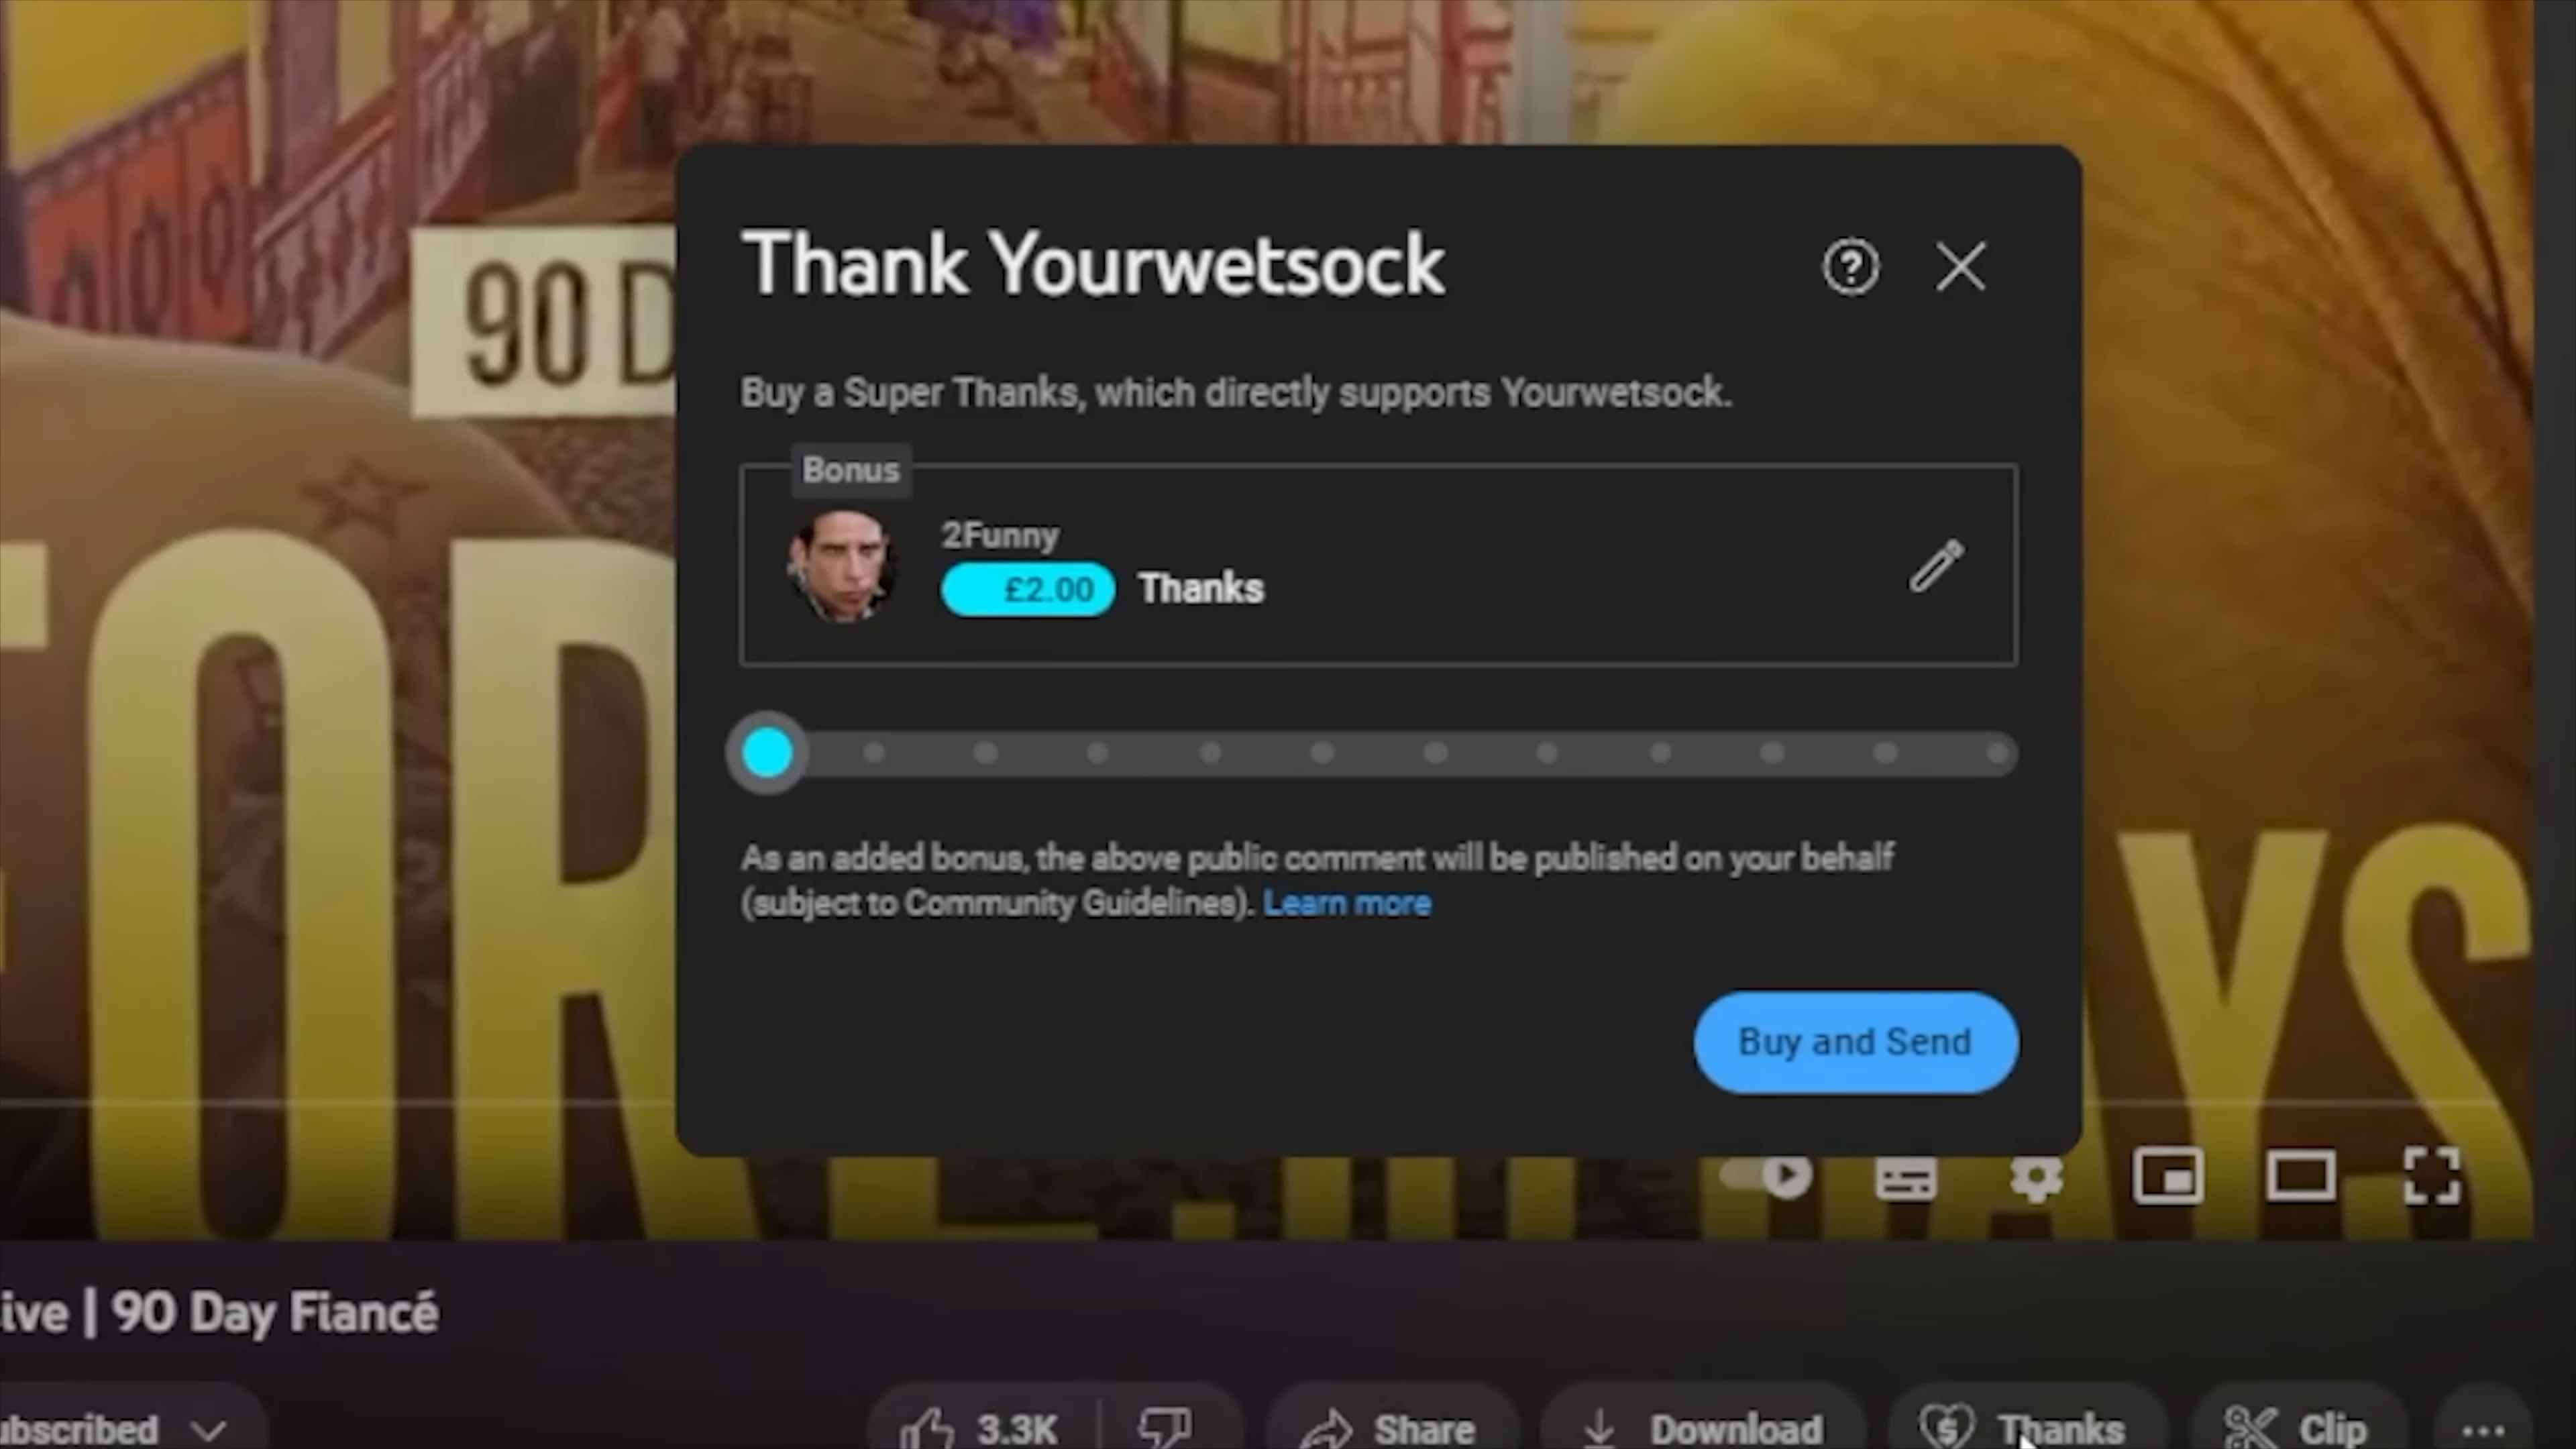 90 D
Thank Yourwetsock
Buy a Super Thanks, which directly supports Yourwetsock.
Bonus
2Funny
£2.00 Thanks
As an added bonus, the above public comment will be published on your behalf
(subject to Community Guidelines). Learn more
Buy and Send
FOR
AYS
ive | 90 Day Fiancé
ubscribed
3.3K
Share
Download
Thanks
Clip